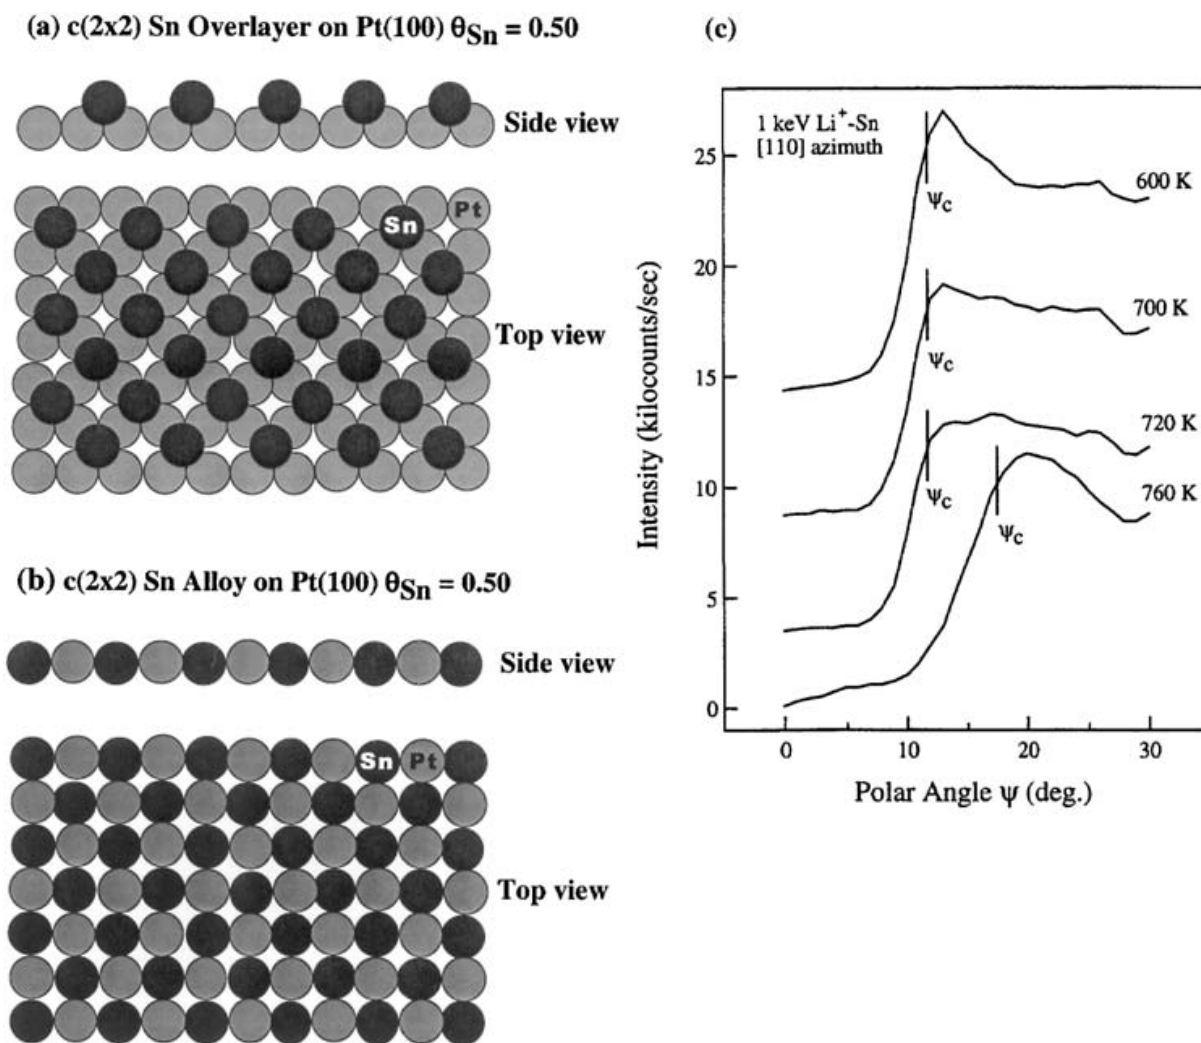 (a) c(2x2) Sn Overlayer on Pt(100) θSn = 0.50
Side view
Pt
Sn
Top view
(b) c(2x2) Sn Alloy on Pt(100) θSn = 0.50
Side view
Sn Pt
Top view
(c)
1 keV Li+-Sn
[110] azimuth
600 K
ψc
700 K
ψc
720 K
ψc
760 K
ψc
Intensity (kilocounts/sec)
25
20
15
10
5
0
0 10 20 30
Polar Angle ψ (deg.)